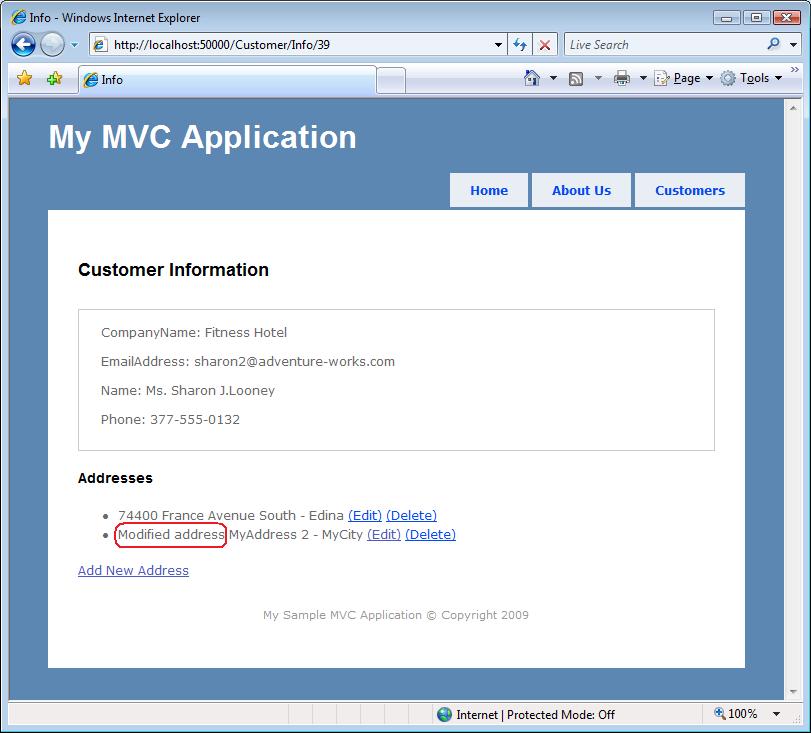 Info - Windows Internet Explorer
http://localhost:50000/Customer/Info/39
Live Search
Info
Page
Tools
My MVC Application
Home About Us Customers
Customer Information
CompanyName: Fitness Hotel
EmailAddress: sharon2@adventure-works.com
Name: Ms. Sharon J.Looney
Phone: 377-555-0132
Addresses
74400 France Avenue South - Edina (Edit) (Delete)
Modified address MyAddress 2 - MyCity (Edit) (Delete)
Add New Address
My Sample MVC Application © Copyright 2009
Internet | Protected Mode: Off
100%